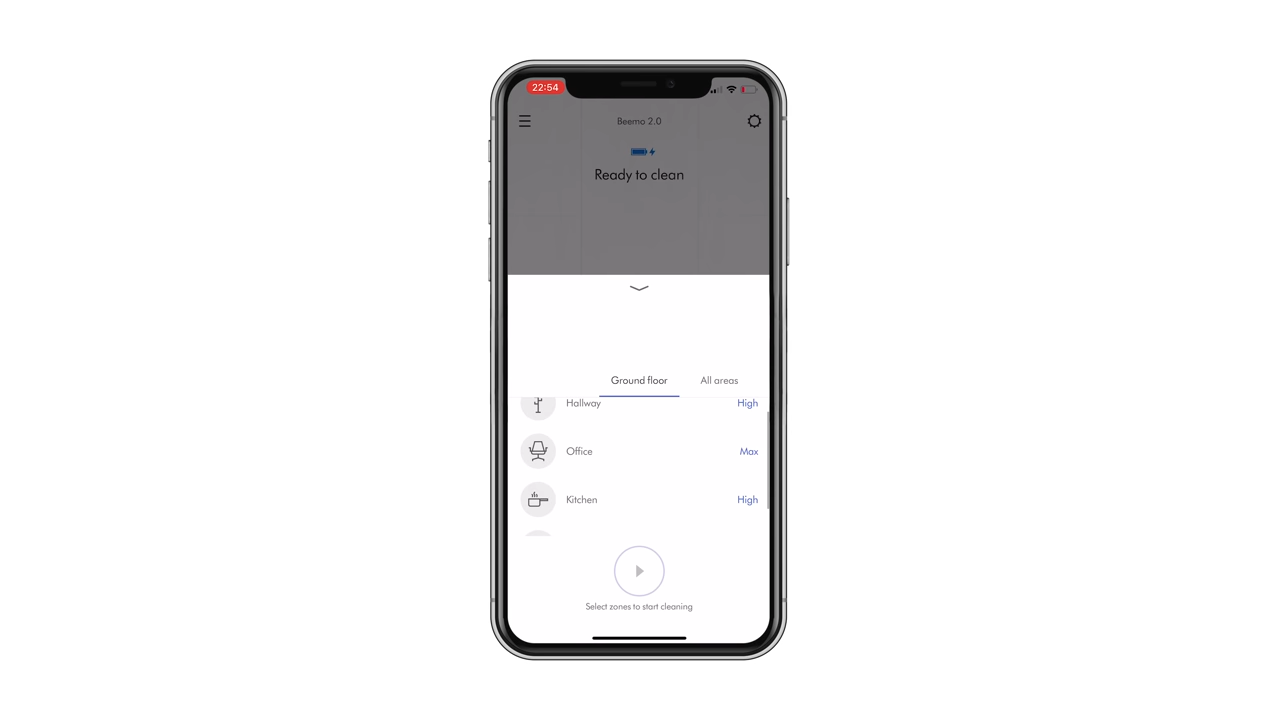 22:54
Beemo 2.0
Ready to clean
Ground floor All areas
Hallway High
Office Max
Kitchen High
Select zones to start cleaning